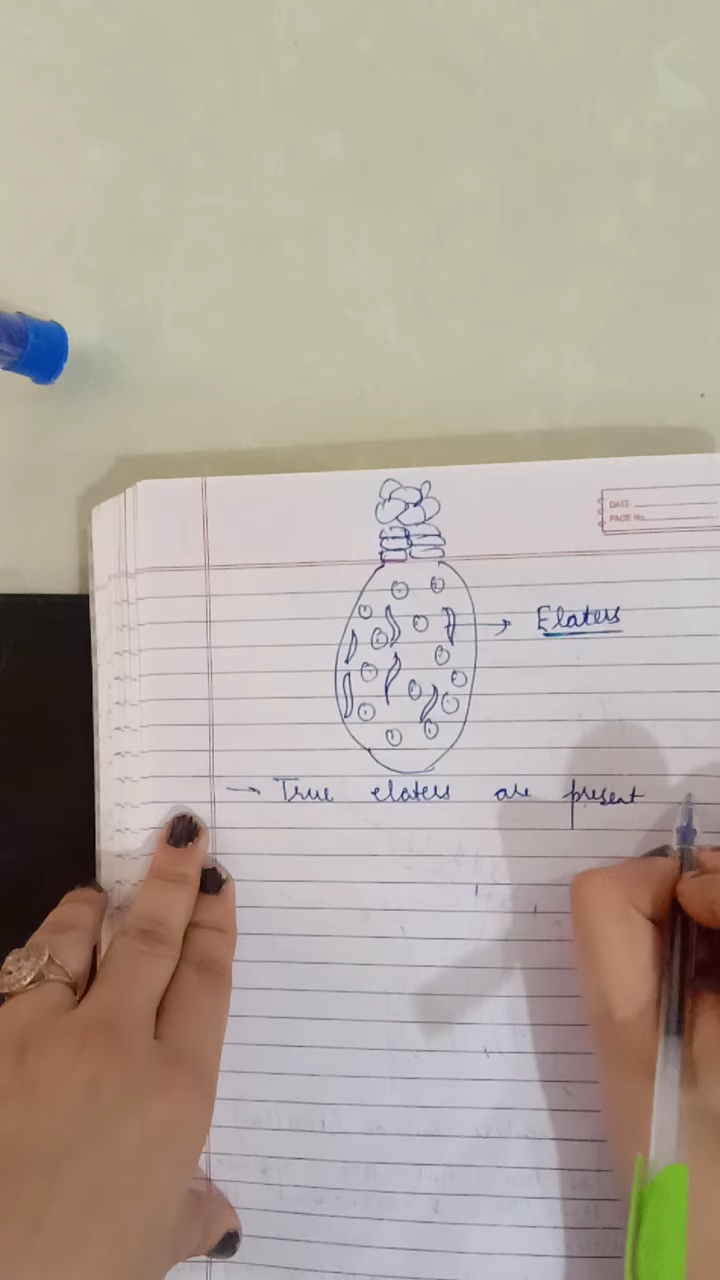 DATE
PAGE No.
→ Elaters
→ True elaters are present